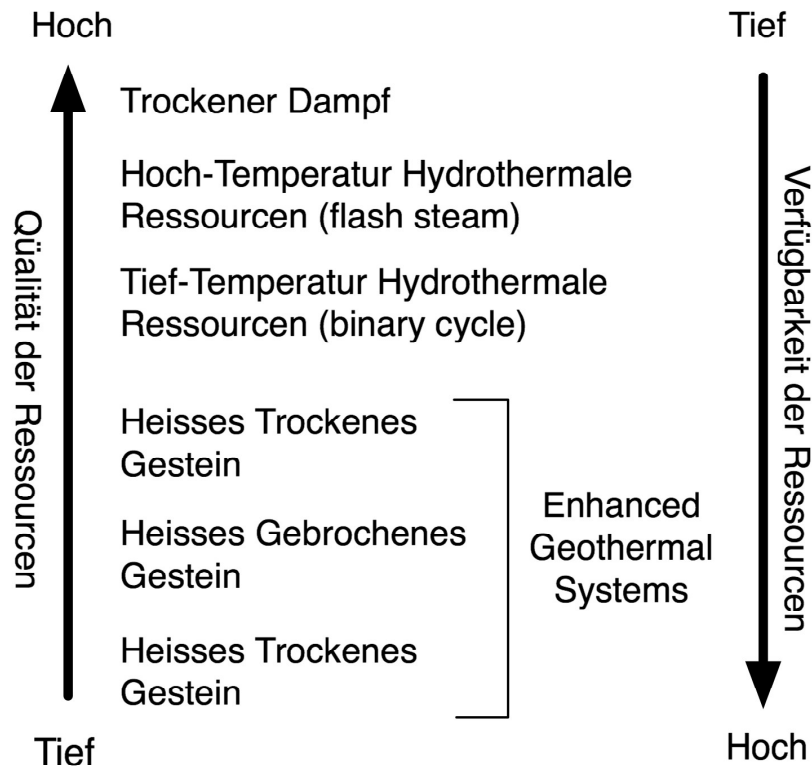 Hoch
Tief
Trockener Dampf
Hoch-Temperatur Hydrothermale
Ressourcen (flash steam)
Tief-Temperatur Hydrothermale
Ressourcen (binary cycle)
Heisses Trockenes
Gestein
Heisses Gebrochenes
Gestein
Heisses Trockenes
Gestein
Enhanced
Geothermal
Systems
Qüalität der Ressourcen
Verfügbarkeit der Ressourcen
Tief
Hoch